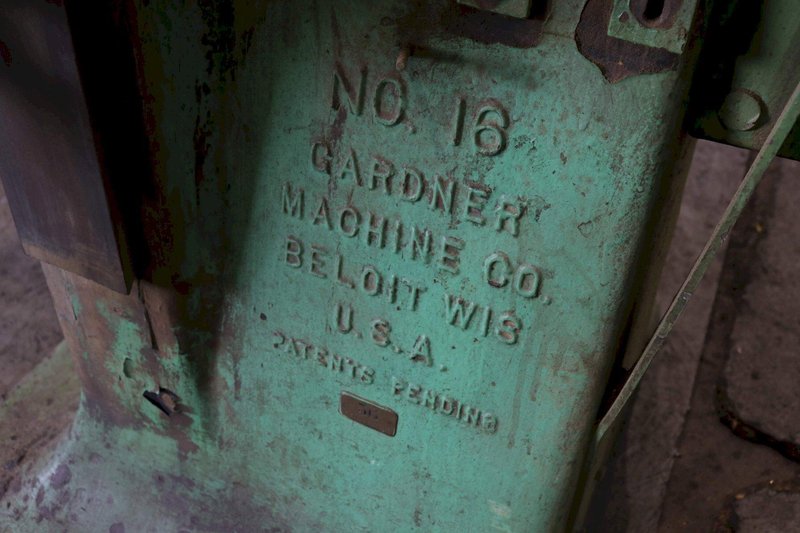 NO. 16
GARDNER
MACHINE CO.
BELOIT WIS
U.S.A.
PATENTS PENDING